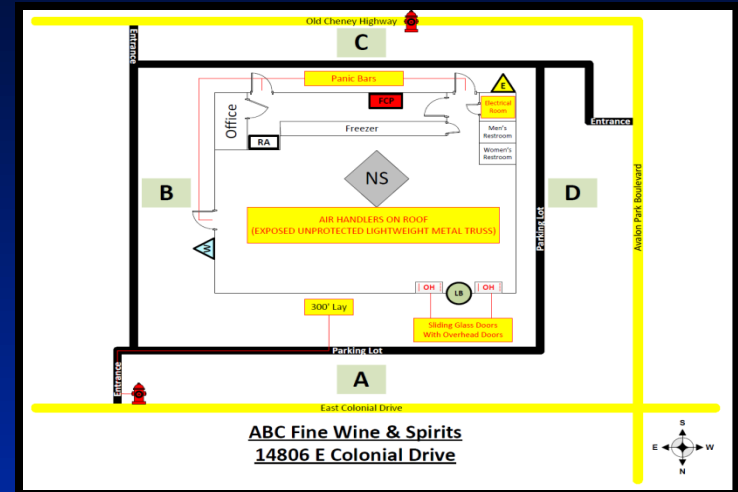 Old Cheney Highway
Entrance
C
Panic Bars
E
FCP
Electrical
Room
Office
Freezer
Men's
Restroom
Entrance
RA
Women's
Restroom
NS
B
D
Avalon Park Boulevard
AIR HANDLERS ON ROOF
(EXPOSED UNPROTECTED LIGHTWEIGHT METAL TRUSS)
Parking Lot
W
OH
LB
OH
300' Lay
Sliding Glass Doors
With Overhead Doors
Parking Lot
Entrance
A
East Colonial Drive
ABC Fine Wine & Spirits
14806 E Colonial Drive
S
E W
N